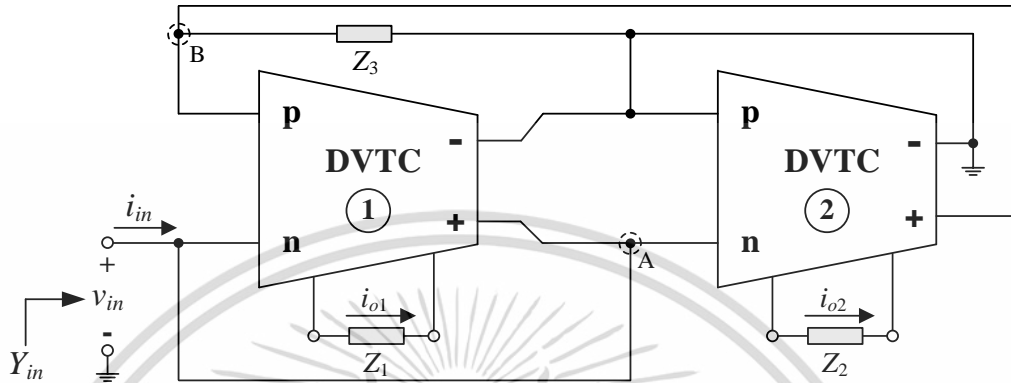 B
Z3
p
-
p
-
DVTC
DVTC
1
2
iin
+
+
n
n
A
+
vin
io1
io2
-
Yin
Z1
Z2